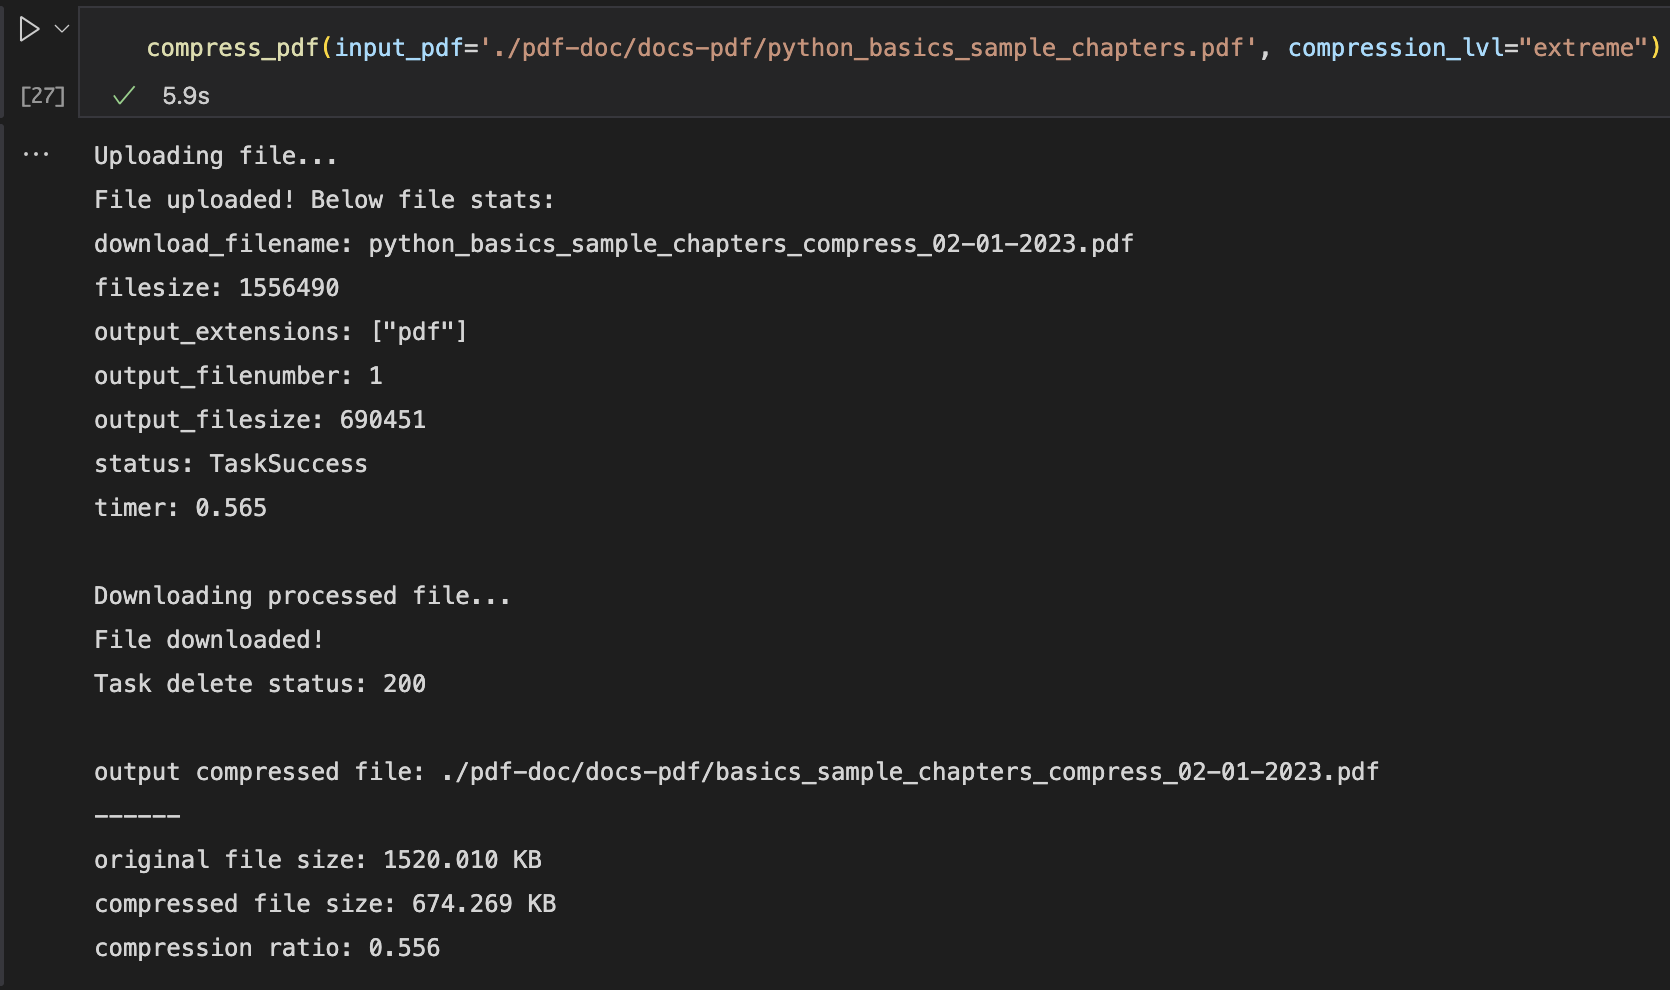 compress_pdf(input_pdf='./pdf-doc/docs-pdf/python_basics_sample_chapters.pdf', compression_lvl="extreme")
[27] ✓ 5.9s
... Uploading file...
File uploaded! Below file stats:
download_filename: python_basics_sample_chapters_compress_02-01-2023.pdf
filesize: 1556490
output_extensions: ["pdf"]
output_filenumber: 1
output_filesize: 690451
status: TaskSuccess
timer: 0.565
Downloading processed file...
File downloaded!
Task delete status: 200
output compressed file: ./pdf-doc/docs-pdf/basics_sample_chapters_compress_02-01-2023.pdf
------
original file size: 1520.010 KB
compressed file size: 674.269 KB
compression ratio: 0.556